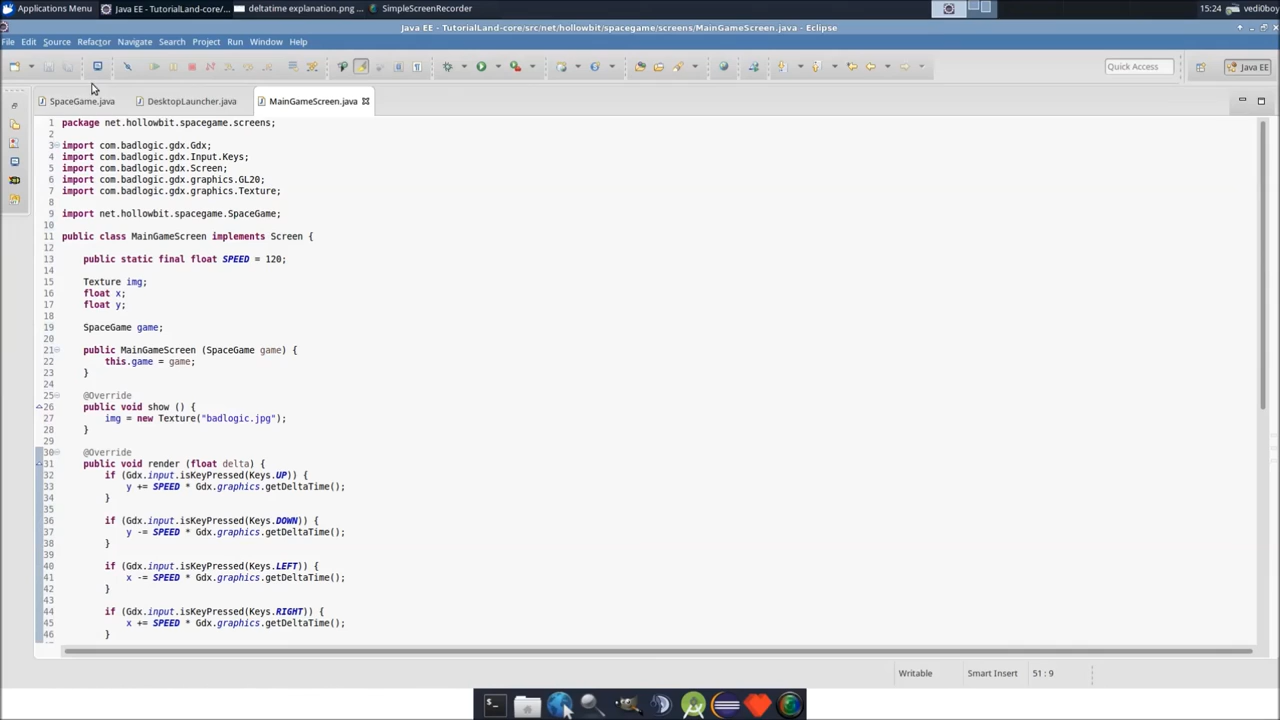 Applications Menu
Java EE - TutorialLand-core/...
deltatime explanation.png ...
SimpleScreenRecorder
15:24
vedi0boy
Java EE - TutorialLand-core/src/net/hollowbit/spacegame/screens/MainGameScreen.java - Eclipse
File Edit Source Refactor Navigate Search Project Run Window Help
Quick Access
Java EE
SpaceGame.java
DesktopLauncher.java
MainGameScreen.java
1 package net.hollowbit.spacegame.screens;
2
3 import com.badlogic.gdx.Gdx;
4 import com.badlogic.gdx.Input.Keys;
5 import com.badlogic.gdx.Screen;
6 import com.badlogic.gdx.graphics.GL20;
7 import com.badlogic.gdx.graphics.Texture;
8
9 import net.hollowbit.spacegame.SpaceGame;
10
11 public class MainGameScreen implements Screen {
12
13 public static final float SPEED = 120;
14
15 Texture img;
16 float x;
17 float y;
18
19 SpaceGame game;
20
21 public MainGameScreen (SpaceGame game) {
22 this.game = game;
23 }
24
25 @Override
26 public void show () {
27 img = new Texture("badlogic.jpg");
28 }
29
30 @Override
31 public void render (float delta) {
32 if (Gdx.input.isKeyPressed(Keys.UP)) {
33 y += SPEED * Gdx.graphics.getDeltaTime();
34 }
35
36 if (Gdx.input.isKeyPressed(Keys.DOWN)) {
37 y -= SPEED * Gdx.graphics.getDeltaTime();
38 }
39
40 if (Gdx.input.isKeyPressed(Keys.LEFT)) {
41 x -= SPEED * Gdx.graphics.getDeltaTime();
42 }
43
44 if (Gdx.input.isKeyPressed(Keys.RIGHT)) {
45 x += SPEED * Gdx.graphics.getDeltaTime();
46 }
Writable
Smart Insert
51 : 9